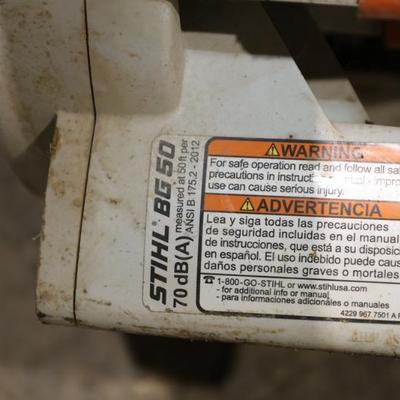 STIHL BG 50
70 dB(A) measured at 50 ft per
ANSI B 175.2 - 2012
WARNING
For safe operation read and follow all sa
precautions in instruct manual - impro
use can cause serious injury.
ADVERTENCIA
Lea y siga todas las precauciones
de seguridad incluidas en el manual
de instrucciones, que está a su disposic
en español. El uso indebido puede caus
daños personales graves o mortales
1-800-GO-STIHL or www.stihlusa.com
- for additional info or manual
- para informaciones adicionales o manuales
4229 967 7501 A